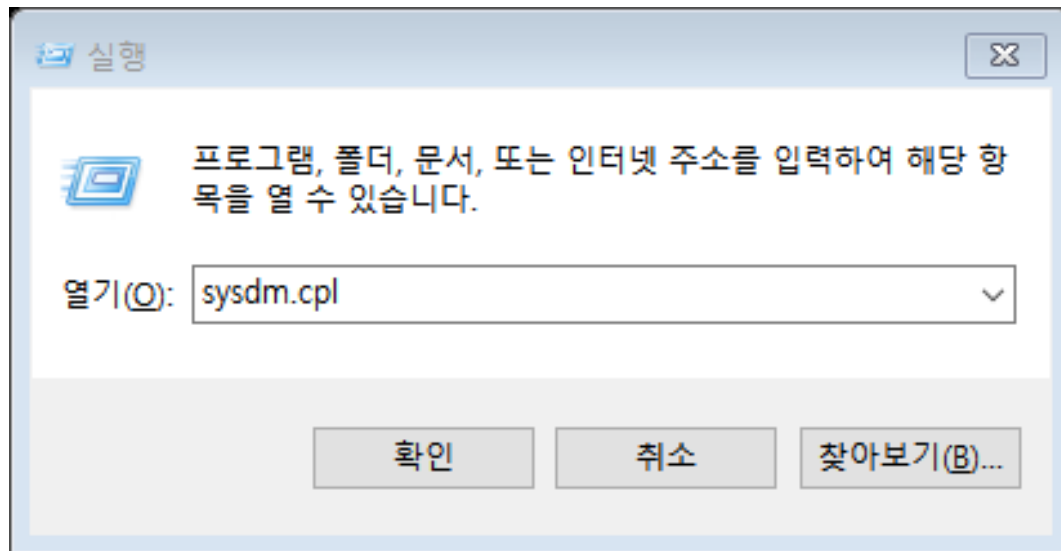 실행
프로그램, 폴더, 문서, 또는 인터넷 주소를 입력하여 해당 항
목을 열 수 있습니다.
열기(O): sysdm.cpl
확인 취소 찾아보기(B)...